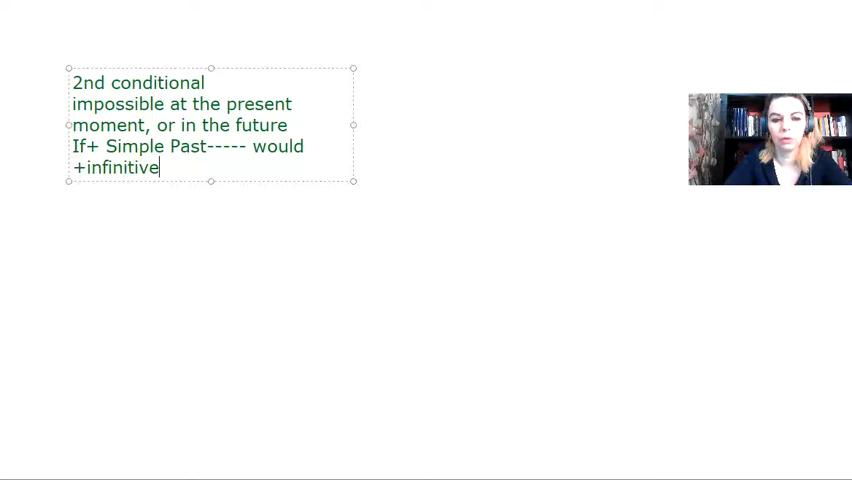 2nd conditional
impossible at the present
moment, or in the future
If+ Simple Past----- would
+infinitive